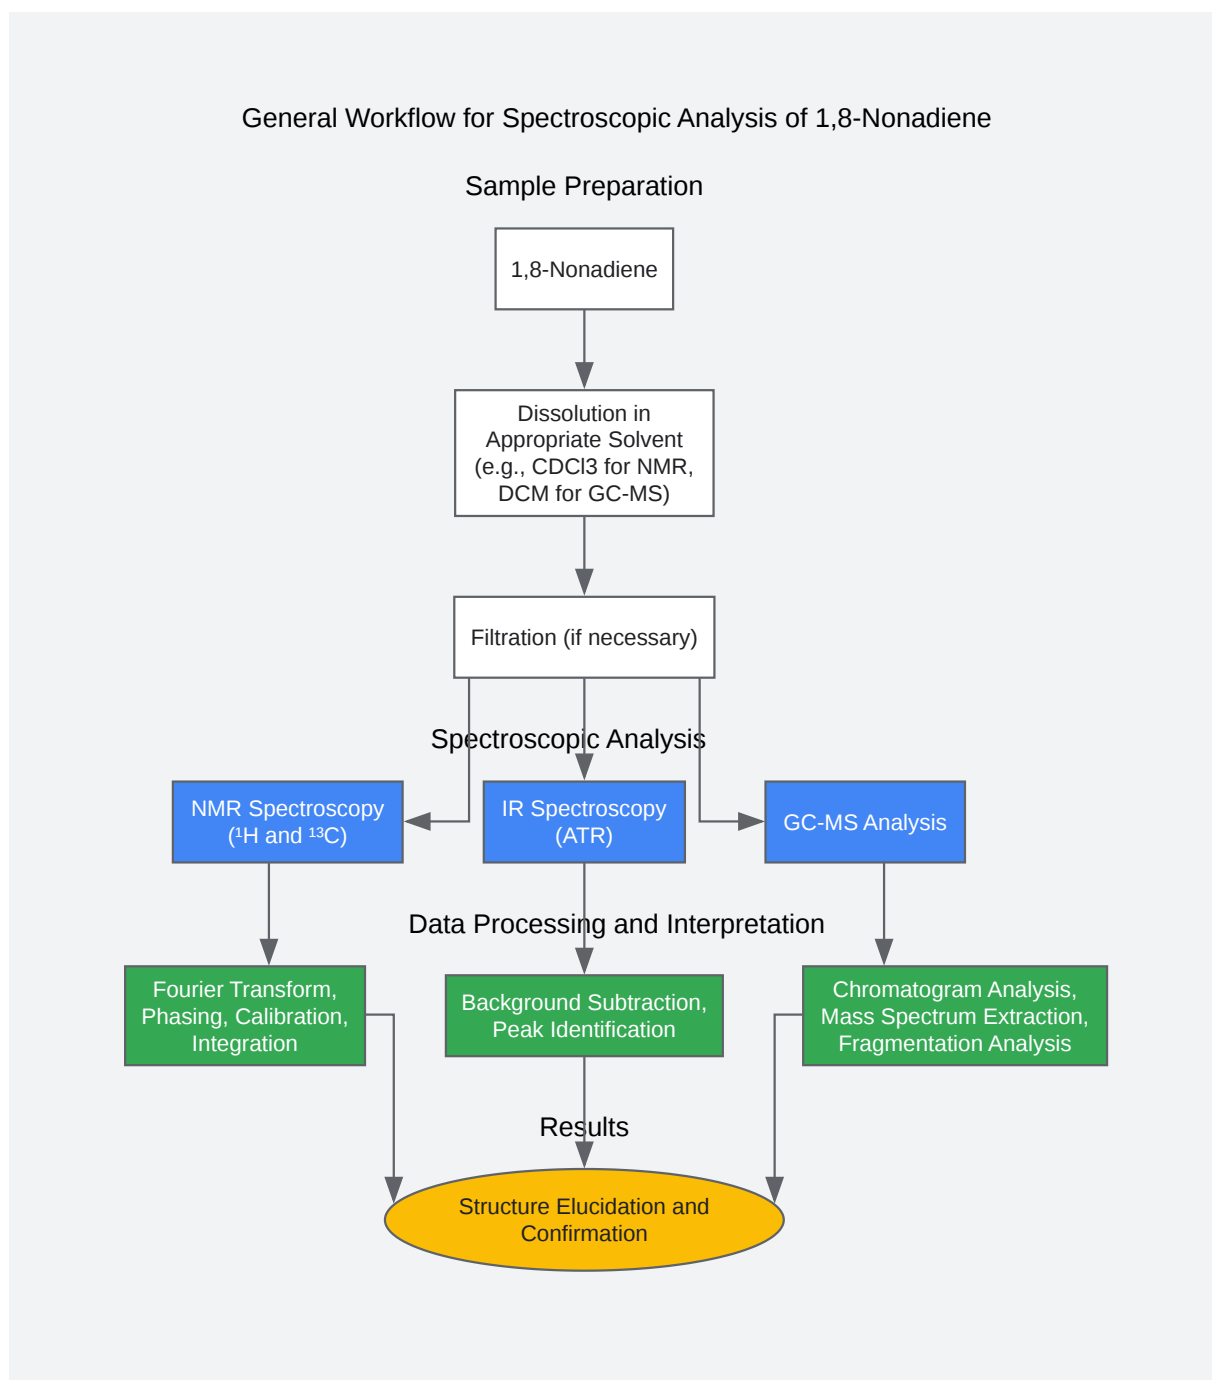 General Workflow for Spectroscopic Analysis of 1,8-Nonadiene
Sample Preparation
1,8-Nonadiene
Dissolution in
Appropriate Solvent
(e.g., CDCl3 for NMR,
DCM for GC-MS)
Filtration (if necessary)
Spectroscopic Analysis
NMR Spectroscopy
(¹H and ¹³C)
IR Spectroscopy
(ATR)
GC-MS Analysis
Data Processing and Interpretation
Fourier Transform,
Phasing, Calibration,
Integration
Background Subtraction,
Peak Identification
Chromatogram Analysis,
Mass Spectrum Extraction,
Fragmentation Analysis
Results
Structure Elucidation and
Confirmation